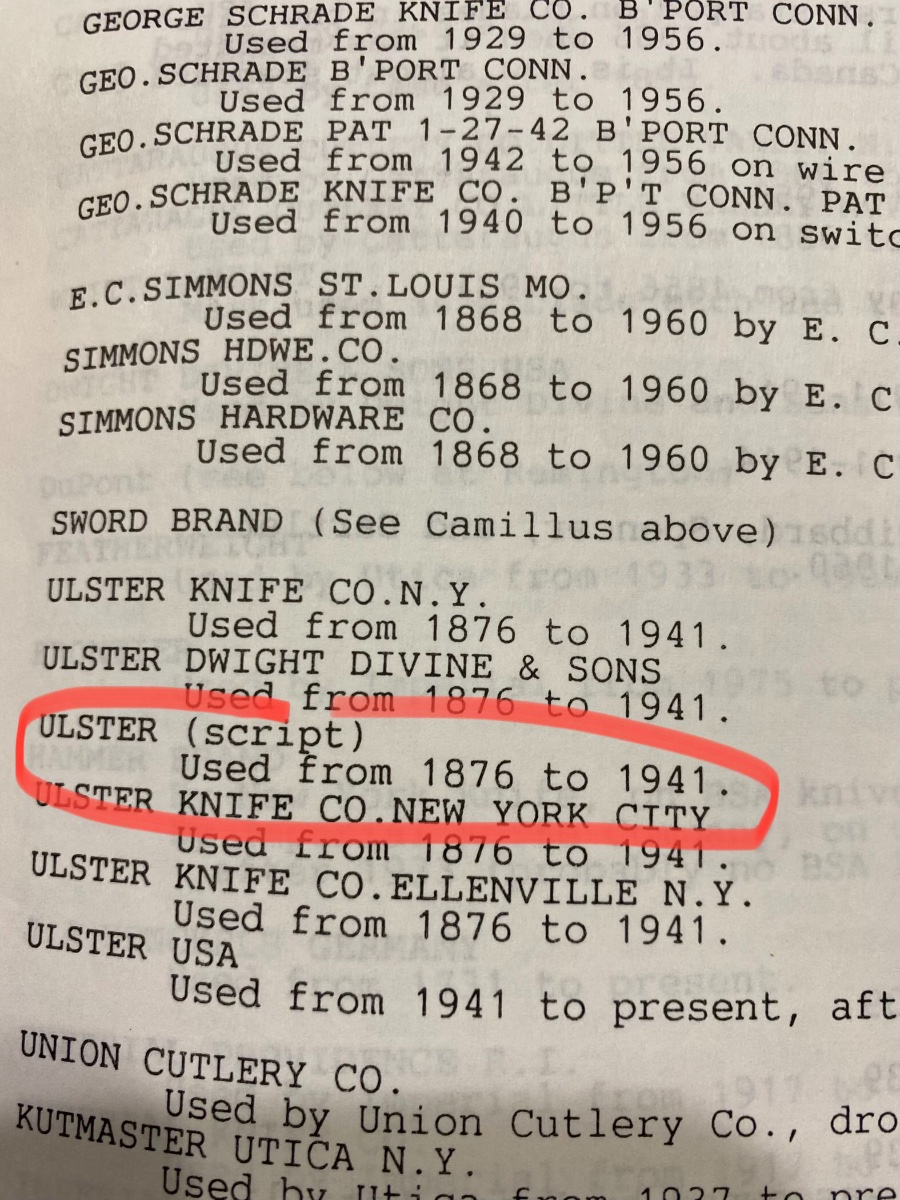 GEORGE SCHRADE KNIFE CO. B'PORT CONN.
Used from 1929 to 1956.
GEO.SCHRADE B'PORT CONN.
Used from 1929 to 1956.
GEO.SCHRADE PAT 1-27-42 B'PORT CONN.
Used from 1942 to 1956 on wire
GEO.SCHRADE KNIFE CO. B'P'T CONN. PAT
Used from 1940 to 1956 on switc
E.C.SIMMONS ST.LOUIS MO.
Used from 1868 to 1960 by E. C.
SIMMONS HDWE.CO.
Used from 1868 to 1960 by E. C
SIMMONS HARDWARE CO.
Used from 1868 to 1960 by E. C
SWORD BRAND (See Camillus above)
ULSTER KNIFE CO.N.Y.
Used from 1876 to 1941.
ULSTER DWIGHT DIVINE & SONS
Used from 1876 to 1941.
ULSTER (script)
Used from 1876 to 1941.
ULSTER KNIFE CO.NEW YORK CITY
Used from 1876 to 1941.
ULSTER KNIFE CO.ELLENVILLE N.Y.
Used from 1876 to 1941.
ULSTER USA
Used from 1941 to present, aft
UNION CUTLERY CO.
Used by Union Cutlery Co., dro
KUTMASTER UTICA N.Y.
Used by Utica from 1937 to pre